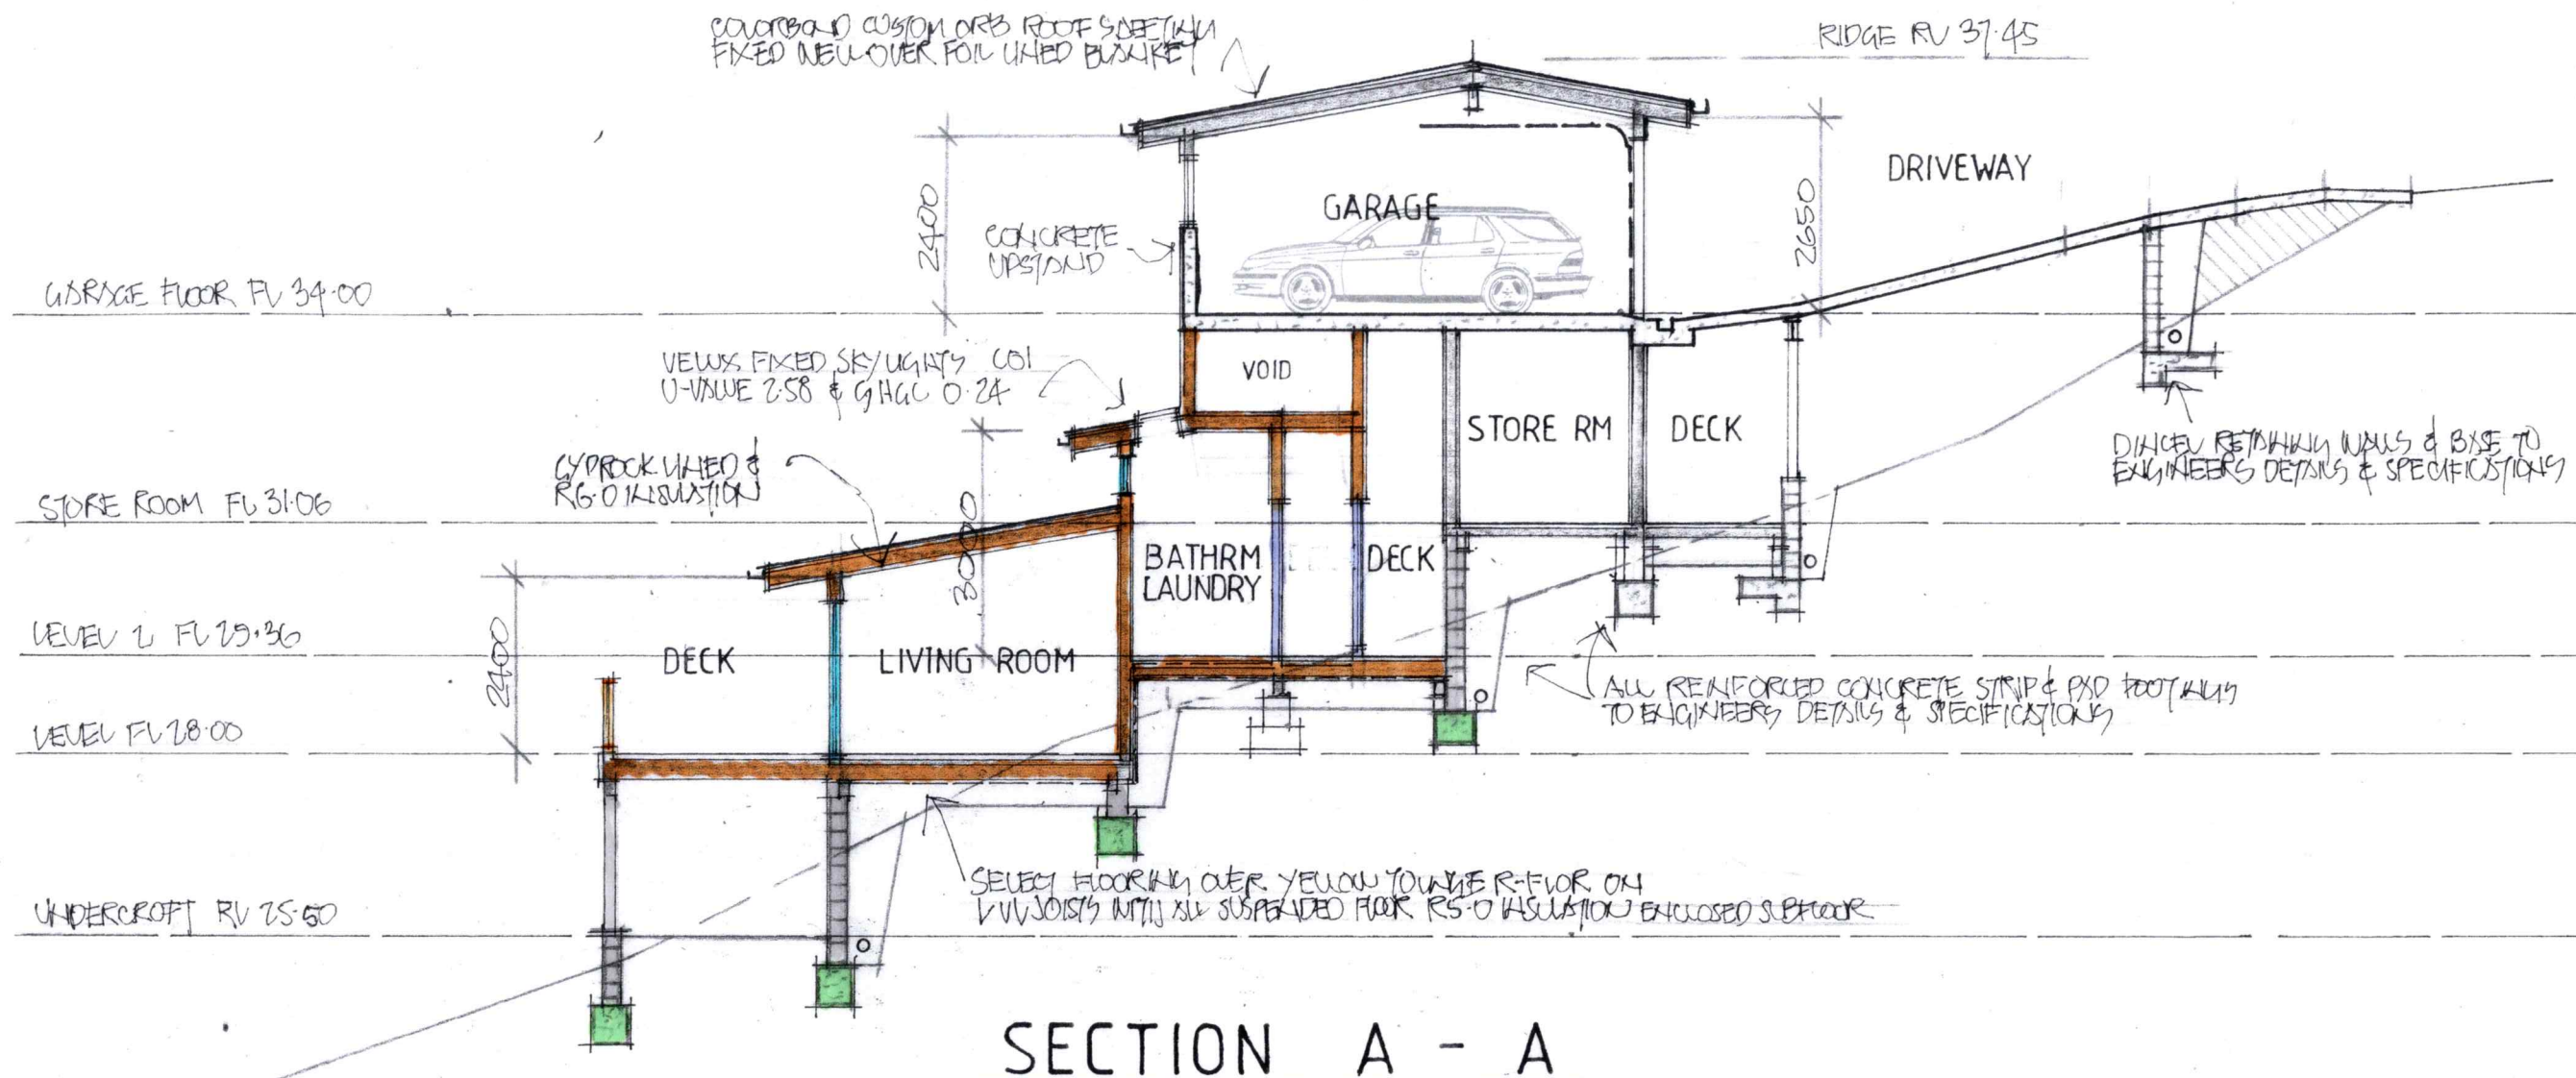 COLORBOND CUSTOM ORB ROOF SHEETING
FIXED WELL OVER FOIL LINED BLANKET
RIDGE RL 37.45
DRIVEWAY
2400
GARAGE
2650
CONCRETE
UPSTAND
GARAGE FLOOR FL 34.00
VELUX FIXED SKYLIGHTS C01
U-VALUE 2.58 & SHGC 0.24
VOID
STORE RM
DECK
DINCEL RETAINING WALLS & BASE TO
ENGINEERS DETAILS & SPECIFICATIONS
GYPROCK LINED &
R6.0 INSULATION
STORE ROOM FL 31.06
3000
BATHRM
LAUNDRY
DECK
LEVEL 2 FL 29.36
2400
DECK
LIVING ROOM
ALL REINFORCED CONCRETE STRIP & PAD FOOTINGS
TO ENGINEERS DETAILS & SPECIFICATIONS
LEVEL FL 28.00
SELECT FLOORING OVER YELLOW TOUNGE R-FLOR ON
LVL JOISTS WITH ALL SUSPENDED FLOOR R5.0 INSULATION ENCLOSED SUBFLOOR
UNDERCROFT RL 25.50
SECTION A - A